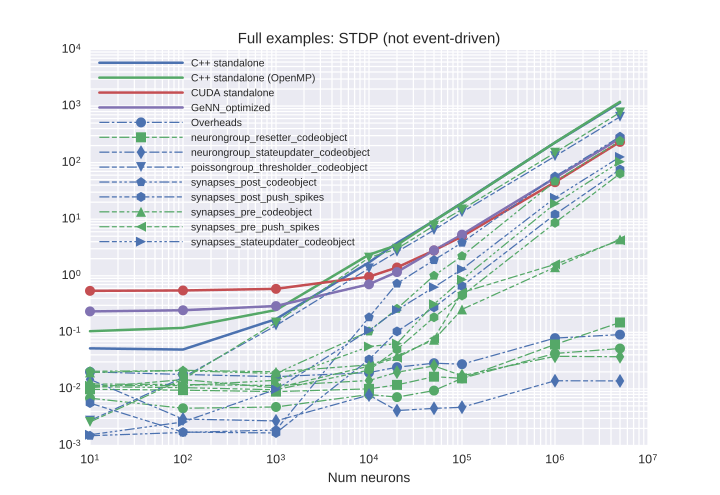 Full examples: STDP (not event-driven)
10⁴
10³
10²
10¹
10⁰
10⁻¹
10⁻²
10⁻³
C++ standalone
C++ standalone (OpenMP)
CUDA standalone
GeNN_optimized
Overheads
neurongroup_resetter_codeobject
neurongroup_stateupdater_codeobject
poissongroup_thresholder_codeobject
synapses_post_codeobject
synapses_post_push_spikes
synapses_pre_codeobject
synapses_pre_push_spikes
synapses_stateupdater_codeobject
10¹ 10² 10³ 10⁴ 10⁵ 10⁶ 10⁷
Num neurons